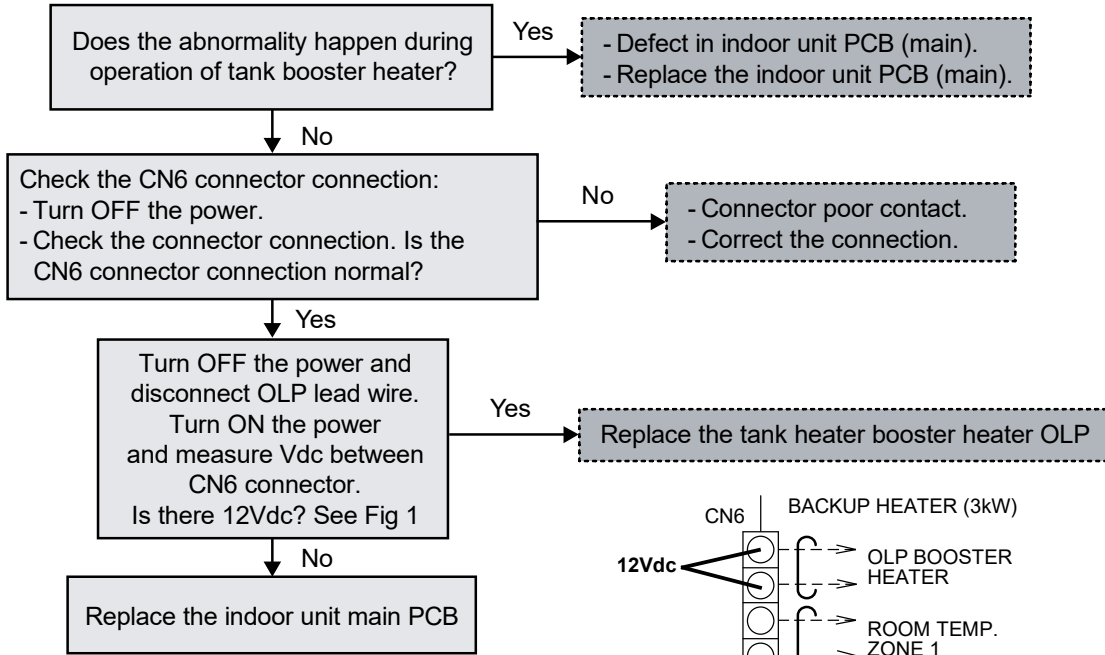 Does the abnormality happen during
operation of tank booster heater?
Yes
- Defect in indoor unit PCB (main).
- Replace the indoor unit PCB (main).
No
Check the CN6 connector connection:
- Turn OFF the power.
- Check the connector connection. Is the
CN6 connector connection normal?
No
- Connector poor contact.
- Correct the connection.
Yes
Turn OFF the power and
disconnect OLP lead wire.
Turn ON the power
and measure Vdc between
CN6 connector.
Is there 12Vdc? See Fig 1
Yes
Replace the tank heater booster heater OLP
No
Replace the indoor unit main PCB
CN6
BACKUP HEATER (3kW)
12Vdc
OLP BOOSTER
HEATER
ROOM TEMP.
ZONE 1